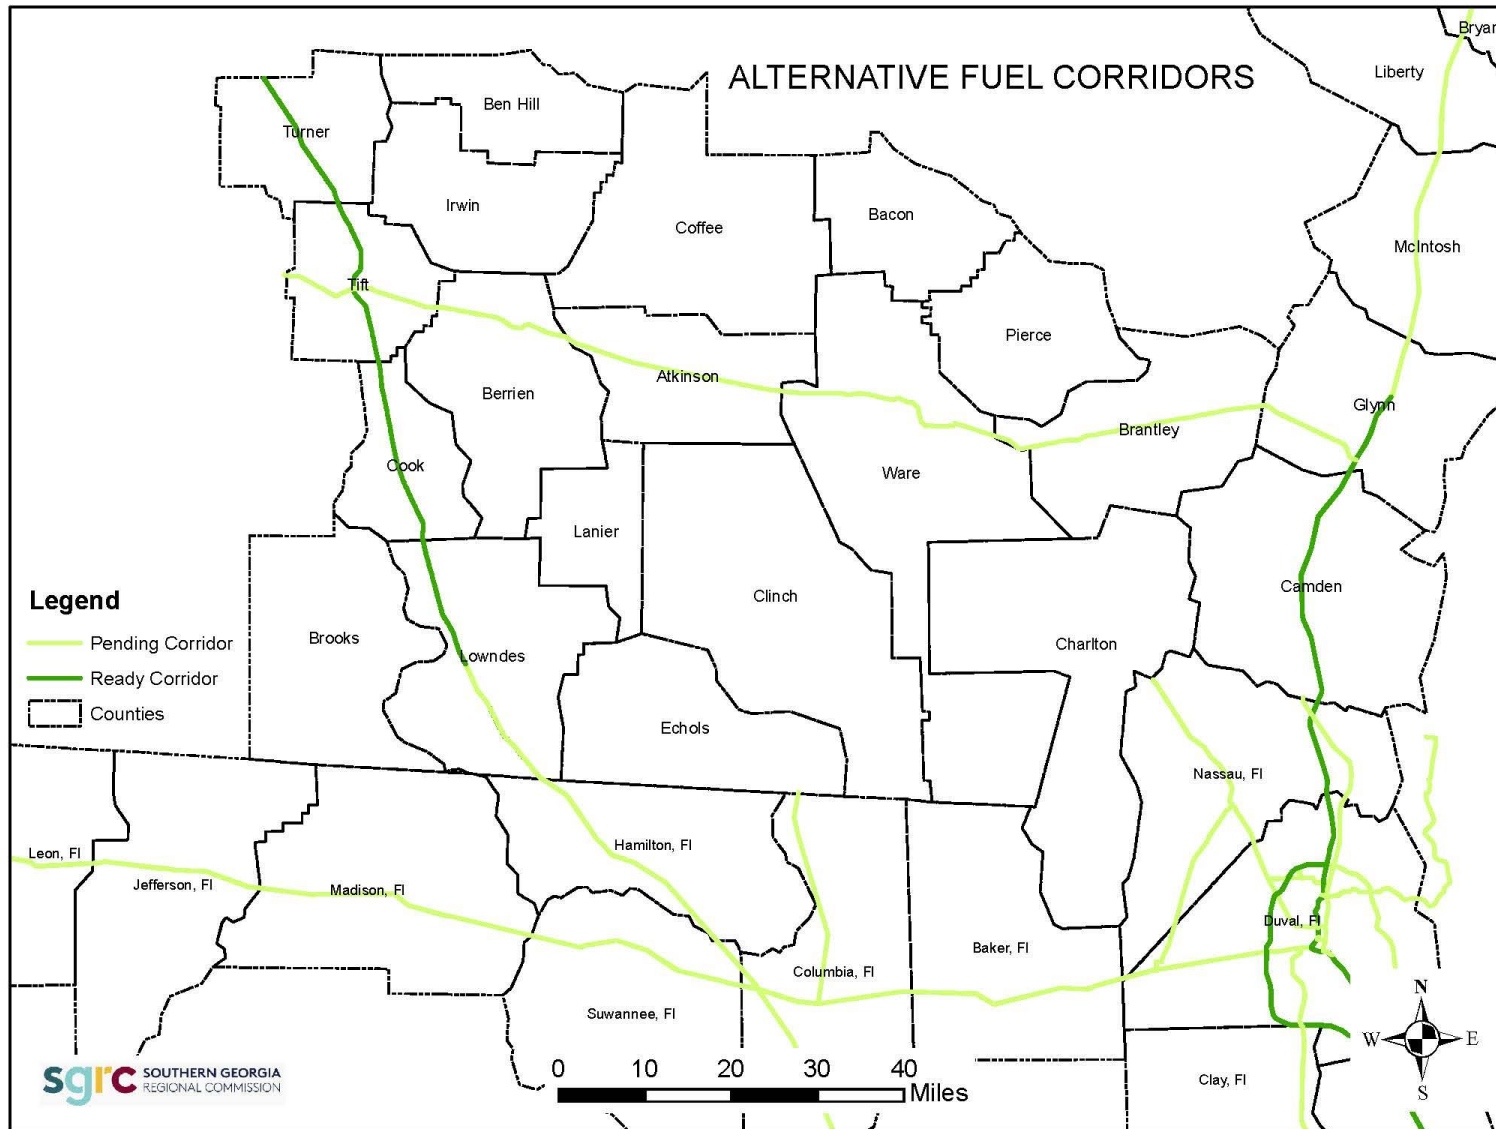 ALTERNATIVE FUEL CORRIDORS
Bryan
Liberty
Ben Hill
Turner
Irwin
Bacon
Coffee
McIntosh
Tift
Pierce
Atkinson
Berrien
Glynn
Brantley
Cook
Ware
Lanier
Camden
Clinch
Legend
Pending Corridor
Ready Corridor
Counties
Brooks
Charlton
Lowndes
Echols
Nassau, Fl
Hamilton, Fl
Leon, Fl
Jefferson, Fl
Madison, Fl
Duval, Fl
Baker, Fl
Columbia, Fl
Suwannee, Fl
Clay, Fl
N
W E
S
sgrc SOUTHERN GEORGIA
REGIONAL COMMISSION
0 10 20 30 40
Miles